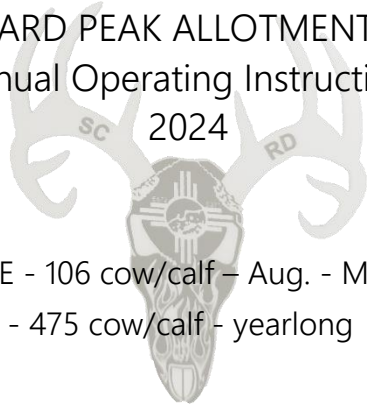 ARD PEAK ALLOTMENT
nual Operating Instructi
2024
SC RD
E - 106 cow/calf – Aug. - M
- 475 cow/calf - yearlong